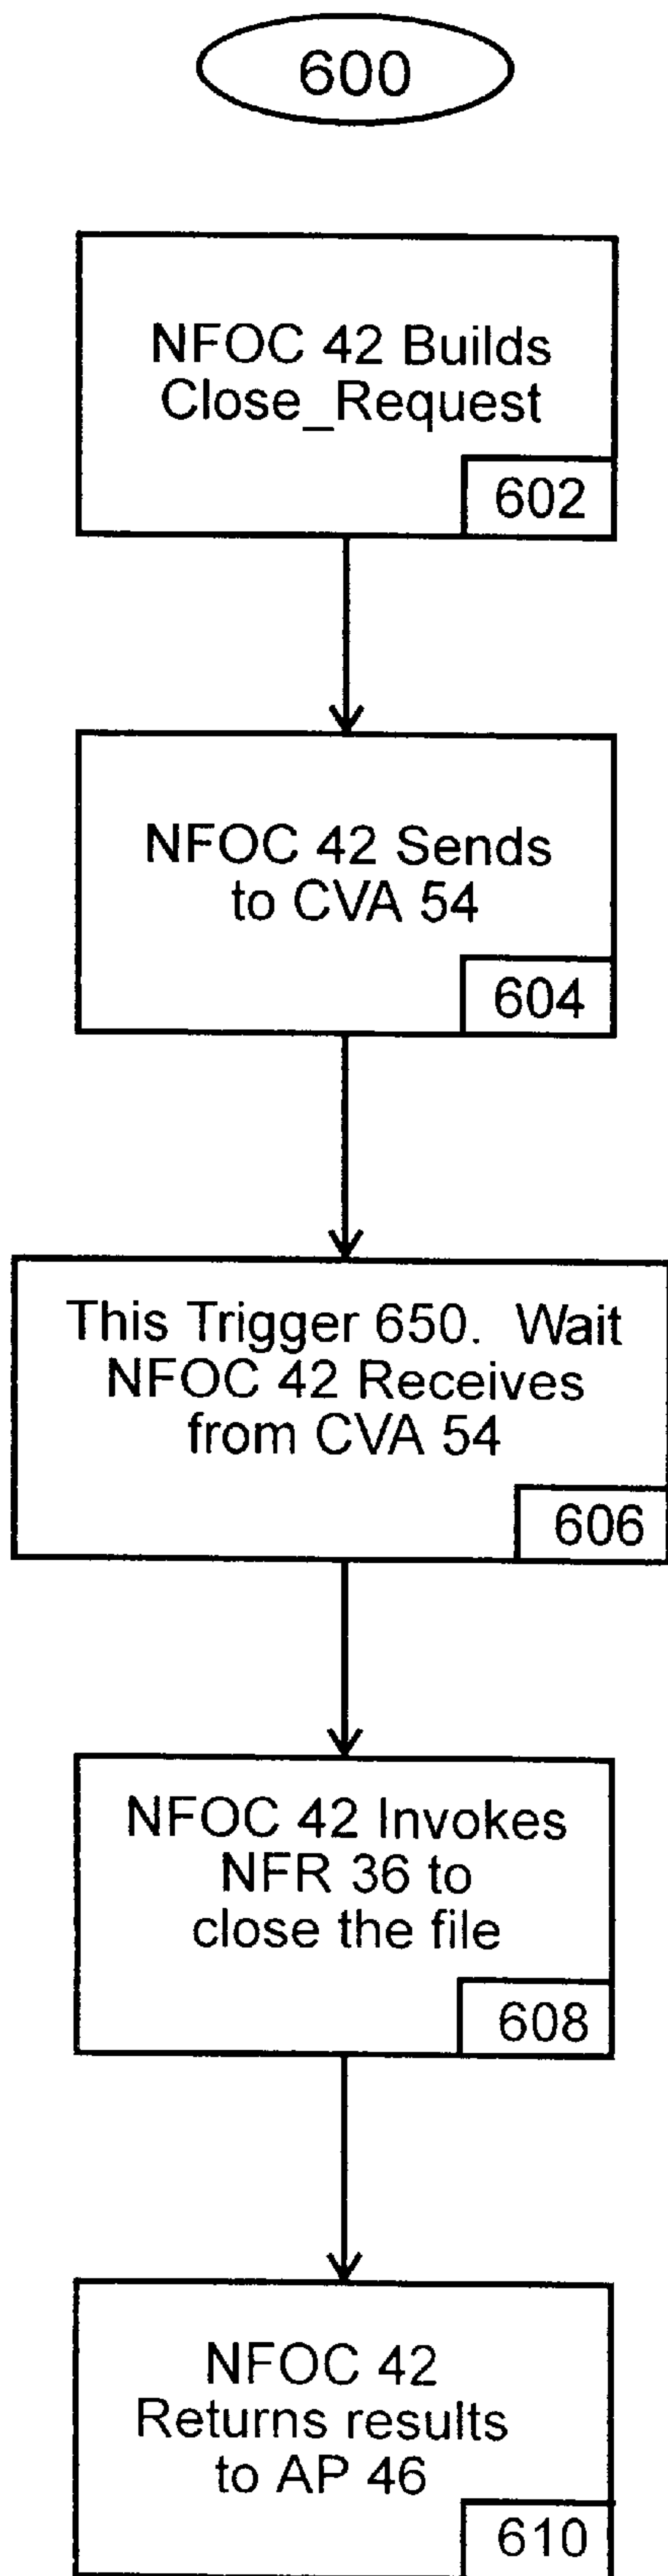 600
NFOC 42 Builds
Close_Request
602
NFOC 42 Sends
to CVA 54
604
This Trigger 650.  Wait
NFOC 42 Receives
from CVA 54
606
NFOC 42 Invokes
NFR 36 to
close the file
608
NFOC 42
Returns results
to AP 46
610